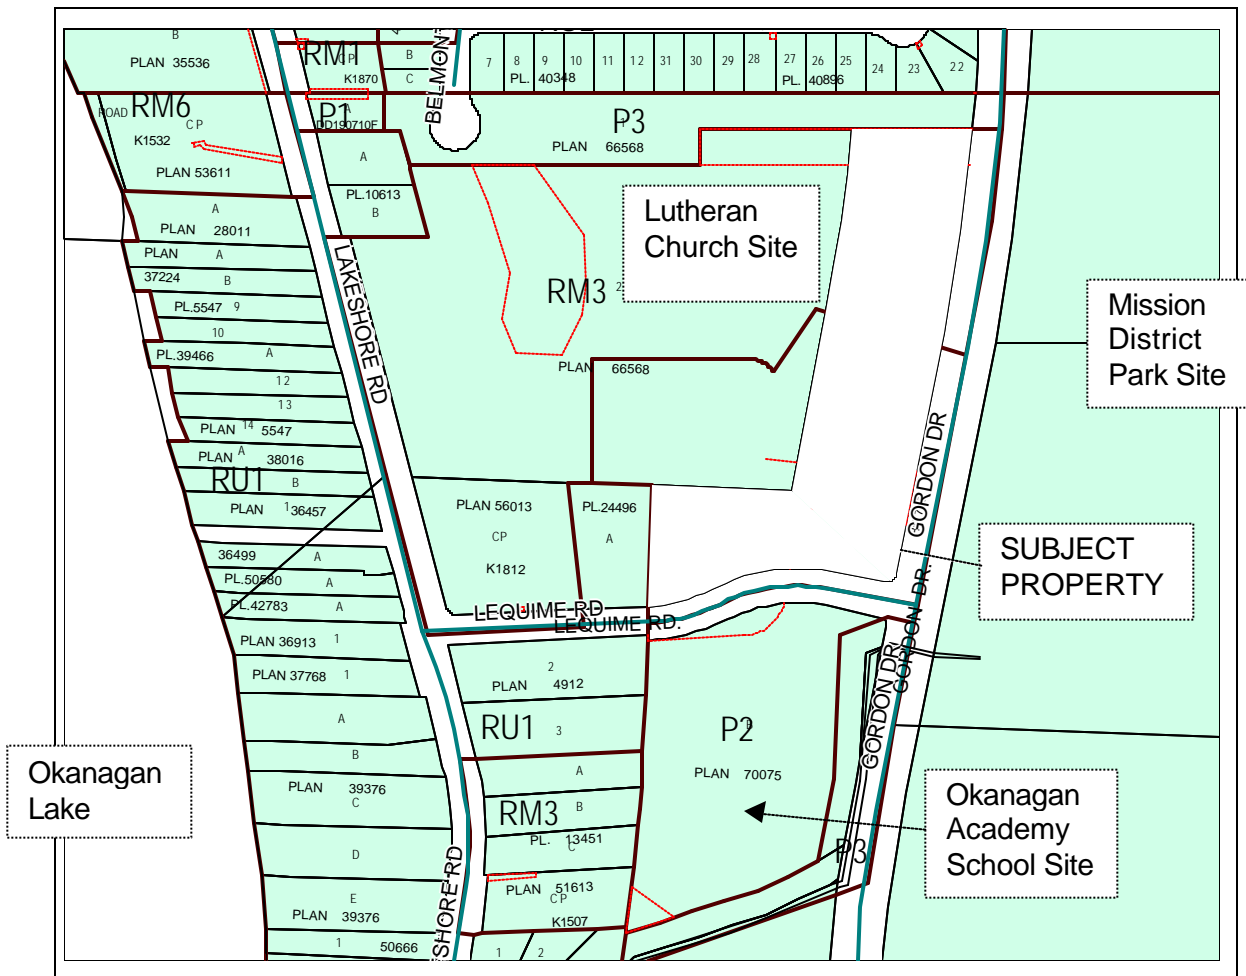 B
PLAN 35536
RM1
CP
K1870
B
C
BELMONT
7
8
9
10
11
12
31
30
29
28
27
26
25
24
23
22
PL. 40348
PL. 40896
ROAD
RM6
CP
K1532
PLAN 53611
A
P1
DD190710F
P3
1
PLAN 66568
A
PL.10613
B
A
PLAN 28011
PLAN A
37224 B
PL.5547 9
10
PL.39466 A
12
13
PLAN 14 5547
PLAN A 38016
RU1
B
PLAN 1 36457
36499 A
PL.50580 A
PL.42783 A
PLAN 36913 1
PLAN 37768 1
A
B
PLAN 39376
C
D
E
PLAN 39376
1 50666
LAKESHORE RD
Lutheran
Church Site
RM3
2
PLAN 66568
Mission
District
Park Site
PLAN 56013
CP
K1812
PL.24496
A
GORDON DR
SUBJECT
PROPERTY
LEQUIME RD
LEQUIME RD.
GORDON DR.
GORDON DR
2
PLAN 4912
RU1
3
A
RM3
B
PL. 13451
C
PLAN 51613
CP
K1507
1
2
P2
PLAN 70075
P3
Okanagan
Lake
Okanagan
Academy
School Site
SHORE RD